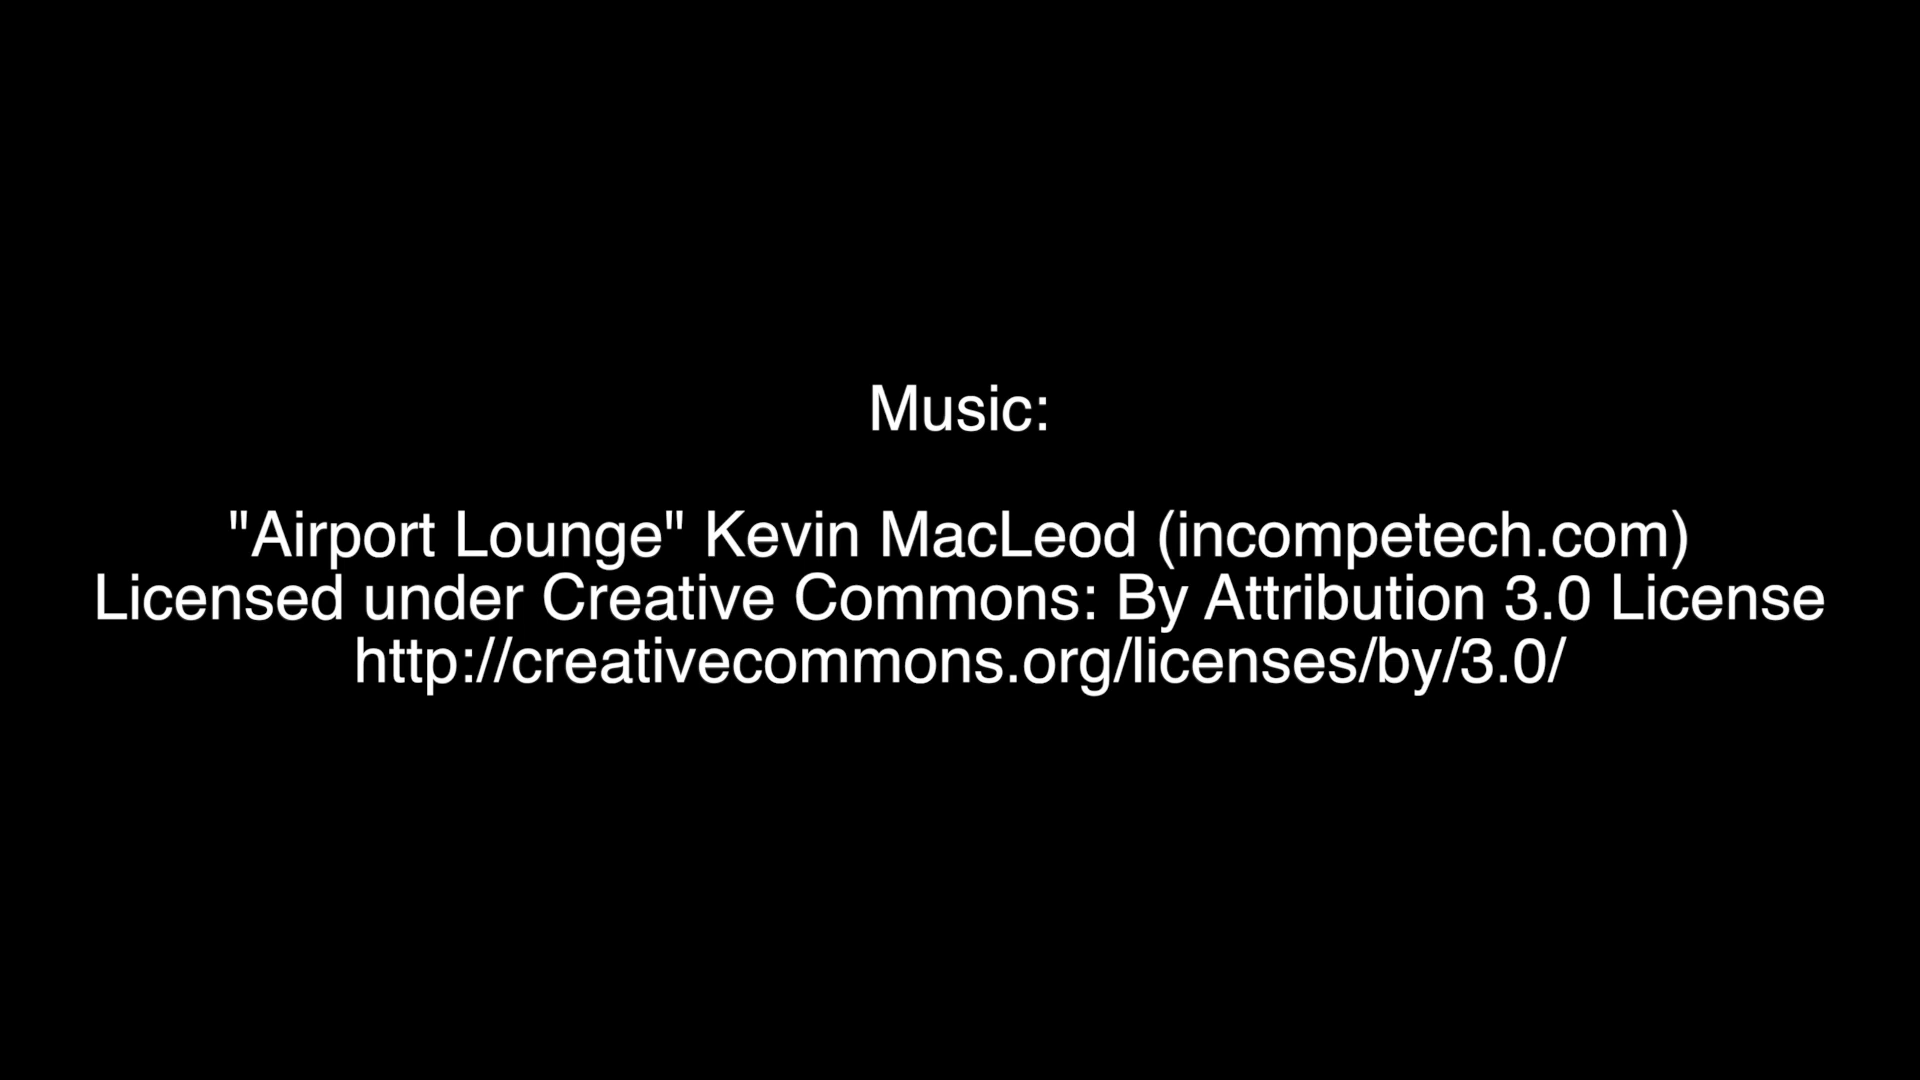 Music:
"Airport Lounge" Kevin MacLeod (incompetech.com)
Licensed under Creative Commons: By Attribution 3.0 License
http://creativecommons.org/licenses/by/3.0/